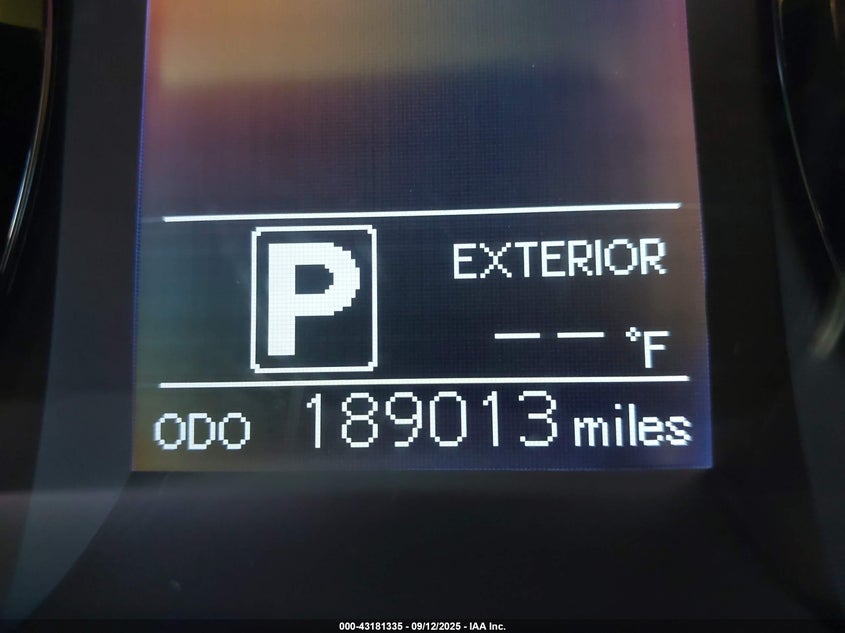 P
EXTERIOR
-- °F
ODO 189013 miles
000-43181335 - 09/12/2025 - IAA Inc.